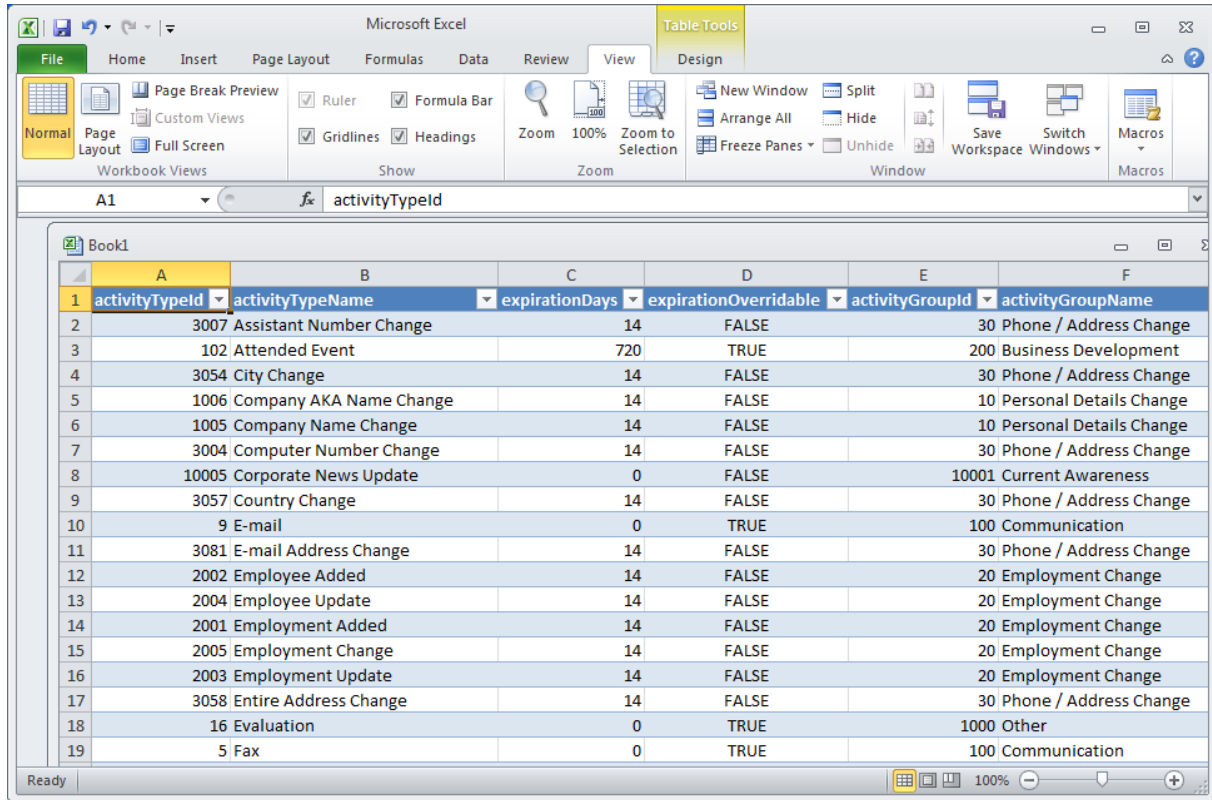 Microsoft Excel
Table Tools
File Home Insert Page Layout Formulas Data Review View Design
Normal Page Layout Page Break Preview Custom Views Full Screen
Ruler Formula Bar Gridlines Headings
Zoom 100% Zoom to Selection
New Window Arrange All Freeze Panes Split Hide Unhide
Save Workspace Switch Windows Macros
Workbook Views Show Zoom Window Macros
A1 fx activityTypeId
Book1
A B C D E F
1 activityTypeId activityTypeName expirationDays expirationOverridable activityGroupId activityGroupName
2 3007 Assistant Number Change 14 FALSE 30 Phone / Address Change
3 102 Attended Event 720 TRUE 200 Business Development
4 3054 City Change 14 FALSE 30 Phone / Address Change
5 1006 Company AKA Name Change 14 FALSE 10 Personal Details Change
6 1005 Company Name Change 14 FALSE 10 Personal Details Change
7 3004 Computer Number Change 14 FALSE 30 Phone / Address Change
8 10005 Corporate News Update 0 FALSE 10001 Current Awareness
9 3057 Country Change 14 FALSE 30 Phone / Address Change
10 9 E-mail 0 TRUE 100 Communication
11 3081 E-mail Address Change 14 FALSE 30 Phone / Address Change
12 2002 Employee Added 14 FALSE 20 Employment Change
13 2004 Employee Update 14 FALSE 20 Employment Change
14 2001 Employment Added 14 FALSE 20 Employment Change
15 2005 Employment Change 14 FALSE 20 Employment Change
16 2003 Employment Update 14 FALSE 20 Employment Change
17 3058 Entire Address Change 14 FALSE 30 Phone / Address Change
18 16 Evaluation 0 TRUE 1000 Other
19 5 Fax 0 TRUE 100 Communication
Ready 100%